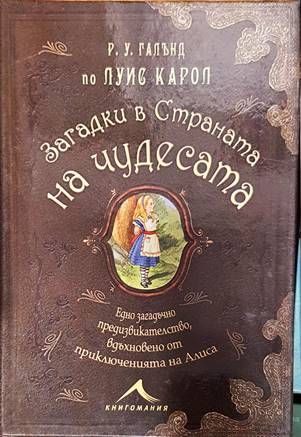 Р. У. ГАЛЪНД
по ЛУИС КАРОЛ
Загадки в Страната
на чудесата
Едно загадъчно
предизвикателство,
вдъхновено от
приключенията на Алиса
КНИГОМАНИЯ